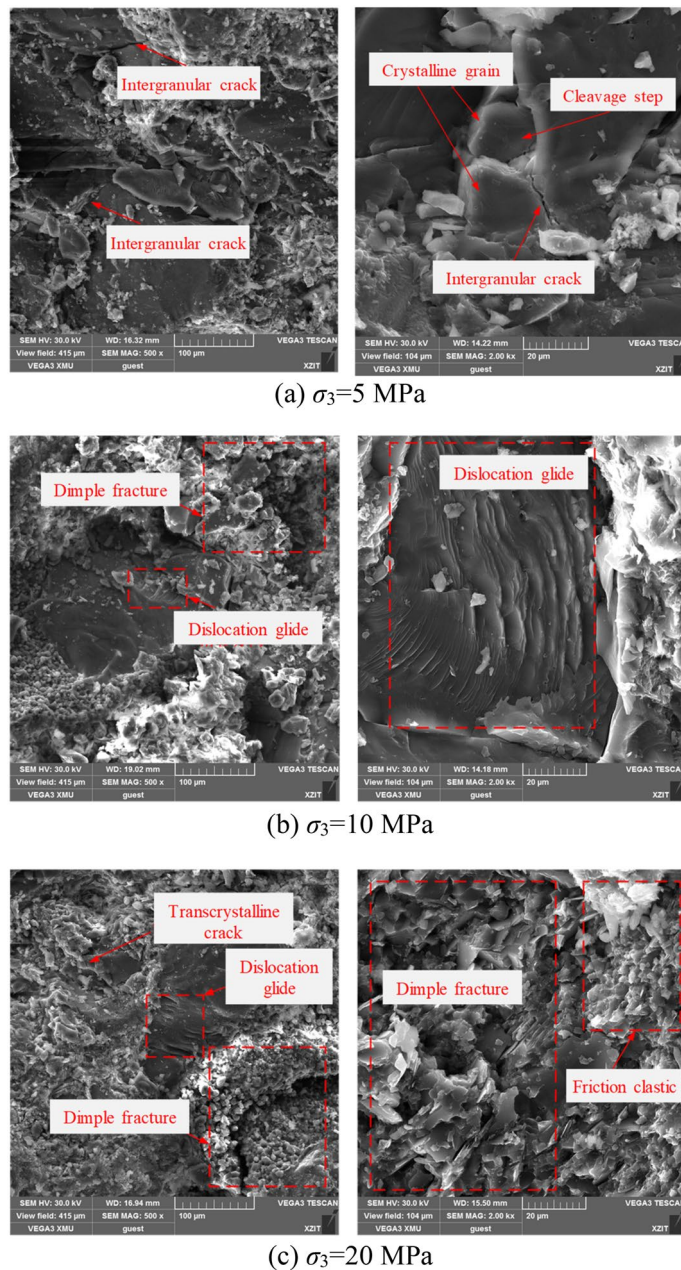 Intergranular crack
Intergranular crack
SEM HV: 30.0 kV WD: 16.32 mm VEGA3 TESCAN
View field: 415 µm SEM MAG: 500 x 100 µm
VEGA3 XMU guest XZIT
Crystalline grain
Cleavage step
Intergranular crack
SEM HV: 30.0 kV WD: 14.22 mm VEGA3 TESCAN
View field: 104 µm SEM MAG: 2.00 kx 20 µm
VEGA3 XMU guest XZIT
(a) σ₃=5 MPa
Dimple fracture
Dislocation glide
SEM HV: 30.0 kV WD: 19.02 mm VEGA3 TESCAN
View field: 415 µm SEM MAG: 500 x 100 µm
VEGA3 XMU guest XZIT
Dislocation glide
SEM HV: 30.0 kV WD: 14.18 mm VEGA3 TESCAN
View field: 104 µm SEM MAG: 2.00 kx 20 µm
VEGA3 XMU guest XZIT
(b) σ₃=10 MPa
Transcrystalline
crack
Dislocation
glide
Dimple fracture
SEM HV: 30.0 kV WD: 16.94 mm VEGA3 TESCAN
View field: 415 µm SEM MAG: 500 x 100 µm
VEGA3 XMU guest XZIT
Dimple fracture
Friction clastic
SEM HV: 30.0 kV WD: 15.50 mm VEGA3 TESCAN
View field: 104 µm SEM MAG: 2.00 kx 20 µm
VEGA3 XMU guest XZIT
(c) σ₃=20 MPa